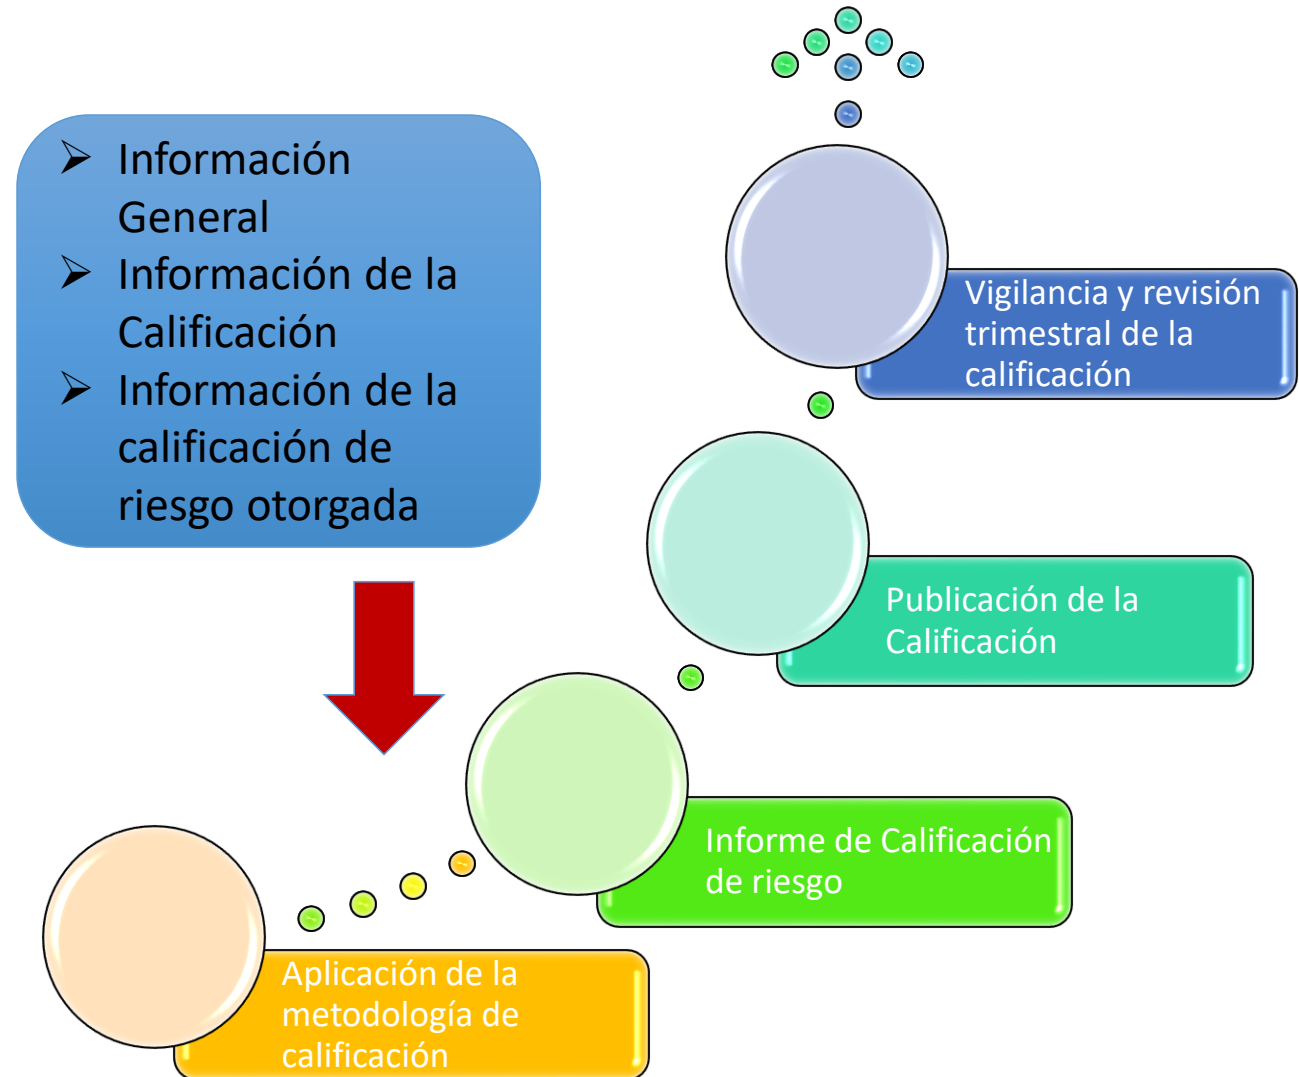 ➢ Información
General
➢ Información de la
Calificación
➢ Información de la
calificación de
riesgo otorgada
Vigilancia y revisión
trimestral de la
calificación
Publicación de la
Calificación
Informe de Calificación
de riesgo
Aplicación de la
metodología de
calificación